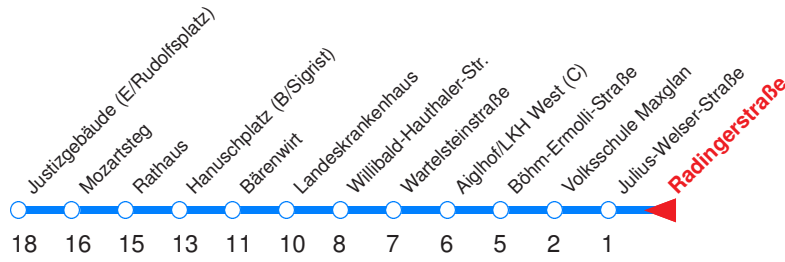 Justizgebäude (E/Rudolfsplatz)
Mozartsteg
Rathaus
Hanuschplatz (B/Sigrist)
Bärenwirt
Landeskrankenhaus
Willibald-Hauthaler-Str.
Wartelsteinstraße
Aiglhof/LKH West (C)
Böhm-Ermolli-Straße
Volksschule Maxglan
Julius-Welser-Straße
Radingerstraße
18 16 15 13 11 10 8 7 6 5 2 1